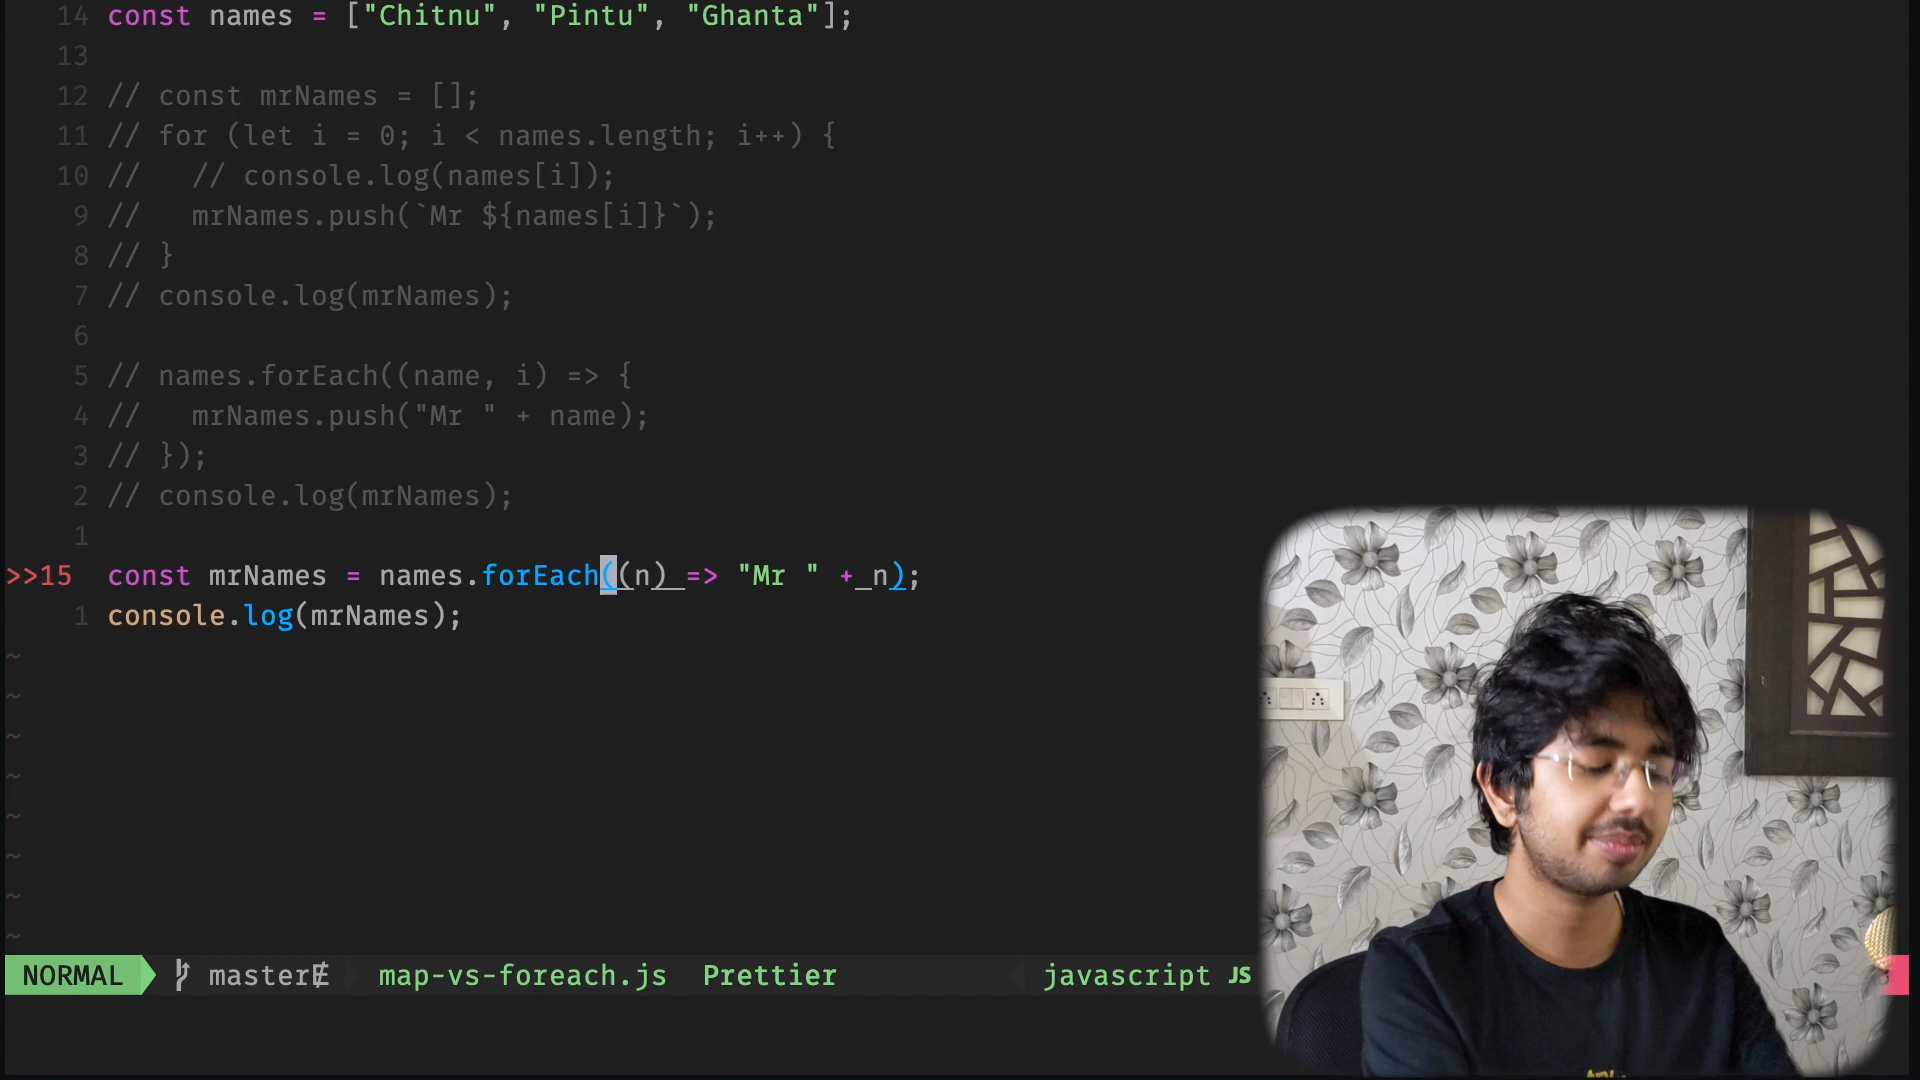 14 const names = ["Chitnu", "Pintu", "Ghanta"];
13
12 // const mrNames = [];
11 // for (let i = 0; i < names.length; i++) {
10 //   // console.log(names[i]);
9 //   mrNames.push(`Mr ${names[i]}`);
8 // }
7 // console.log(mrNames);
6
5 // names.forEach((name, i) => {
4 //   mrNames.push("Mr " + name);
3 // });
2 // console.log(mrNames);
1
>>15 const mrNames = names.forEach((n) => "Mr " + n);
1 console.log(mrNames);
~
~
~
~
~
~
~
~
NORMAL master map-vs-foreach.js Prettier javascript JS